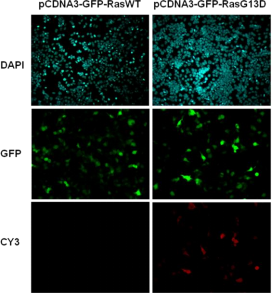 pCDNA3-GFP-RasWT pCDNA3-GFP-RasG13D
DAPI
GFP
CY3